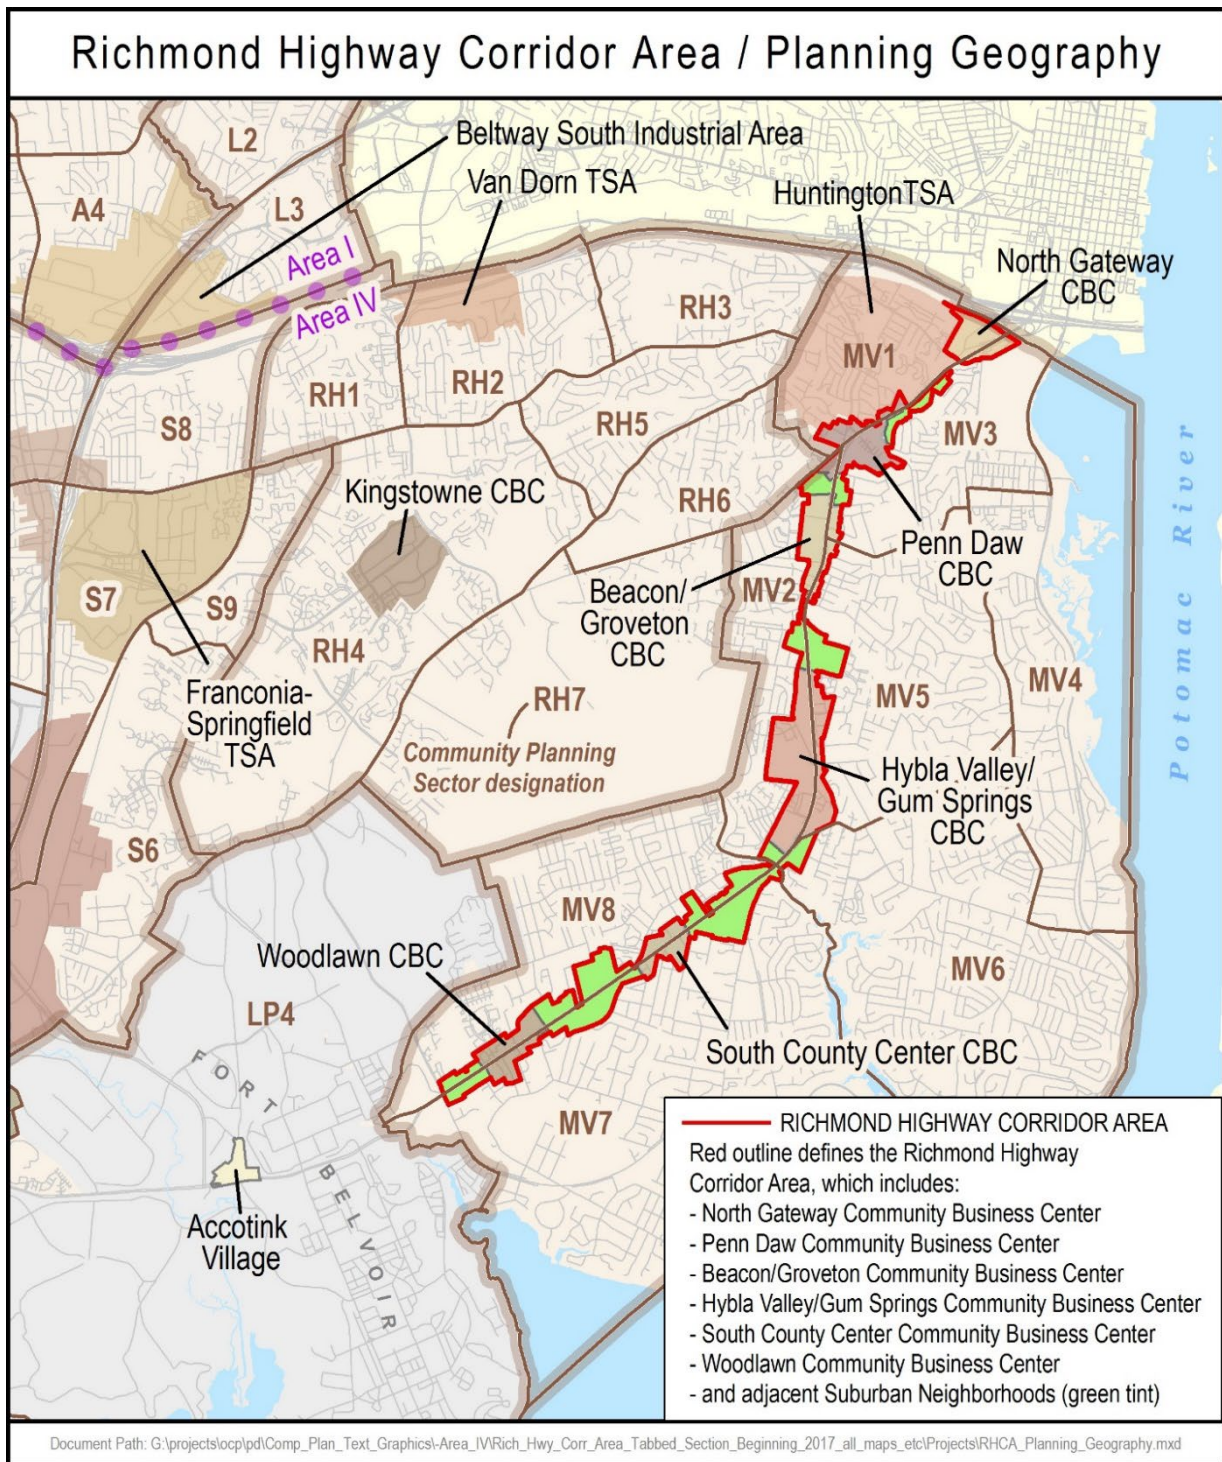 Richmond Highway Corridor Area / Planning Geography
L2
Beltway South Industrial Area
Van Dorn TSA
HuntingtonTSA
A4
L3
Area I
North Gateway
CBC
Area IV
RH3
MV1
RH1
RH2
S8
RH5
MV3
Kingstowne CBC
RH6
Penn Daw
CBC
Beacon/
Groveton
CBC
MV2
S7
S9
RH4
Franconia-
Springfield
TSA
RH7
Community Planning
Sector designation
MV5
MV4
Potomac River
Hybla Valley/
Gum Springs
CBC
S6
MV8
Woodlawn CBC
MV6
LP4
South County Center CBC
FORT BELVOIR
MV7
Accotink
Village
RICHMOND HIGHWAY CORRIDOR AREA
Red outline defines the Richmond Highway
Corridor Area, which includes:
- North Gateway Community Business Center
- Penn Daw Community Business Center
- Beacon/Groveton Community Business Center
- Hybla Valley/Gum Springs Community Business Center
- South County Center Community Business Center
- Woodlawn Community Business Center
- and adjacent Suburban Neighborhoods (green tint)
Document Path: G:\projects\ocp\pd\Comp_Plan_Text_Graphics\-Area_IV\Rich_Hwy_Corr_Area_Tabbed_Section_Beginning_2017_all_maps_etc\Projects\RHCA_Planning_Geography.mxd